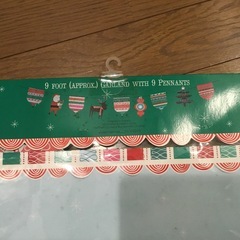 9 FOOT (APPROX.) GARLAND WITH 9 PENNANTS